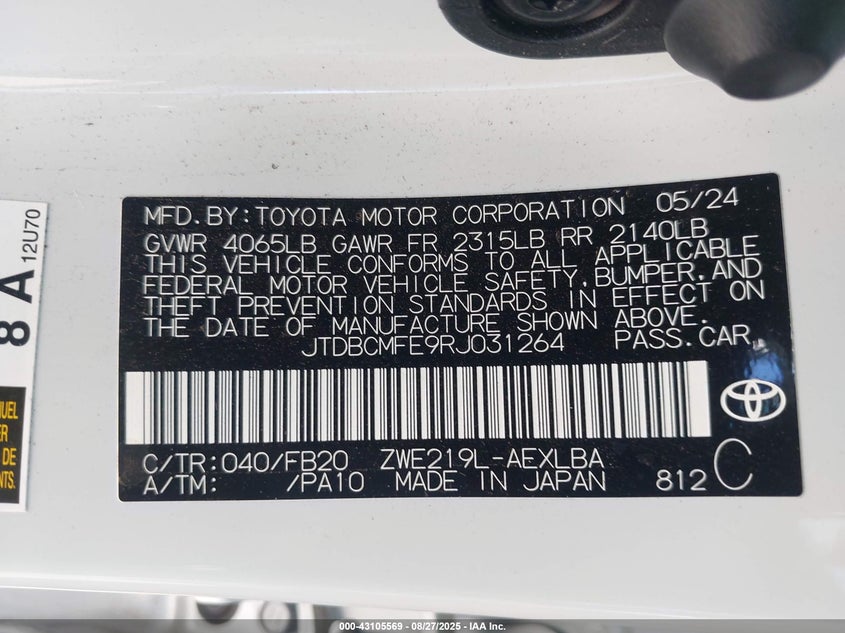 MFD. BY: TOYOTA MOTOR CORPORATION 05/24
GVWR 4065LB GAWR FR 2315LB RR 2140LB
THIS VEHICLE CONFORMS TO ALL APPLICABLE
FEDERAL MOTOR VEHICLE SAFETY, BUMPER, AND
THEFT PREVENTION STANDARDS IN EFFECT ON
THE DATE OF MANUFACTURE SHOWN ABOVE.
JTDBCMFE9RJ031264 PASS. CAR
C/TR: 040/FB20 ZWE219L-AEXLBA
A/TM: /PA10 MADE IN JAPAN 812 C
8 A
12U70
DE
000-43105569 - 08/27/2025 - IAA Inc.